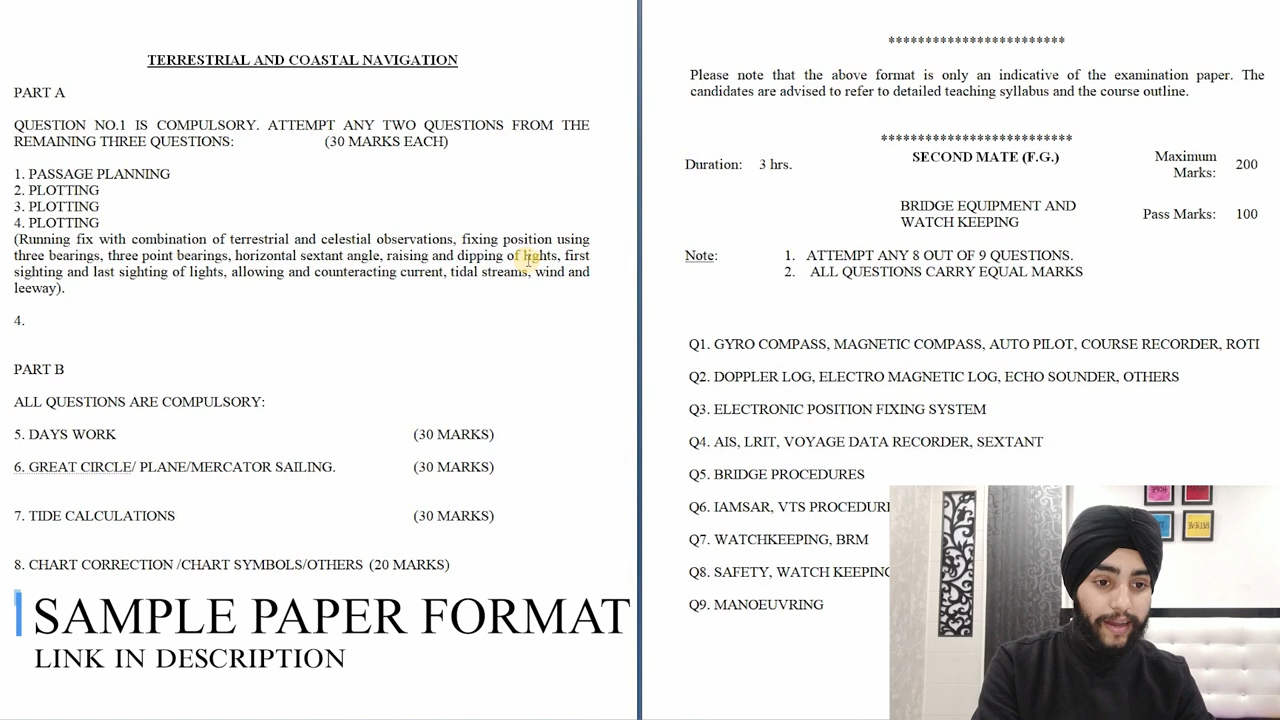 TERRESTRIAL AND COASTAL NAVIGATION
PART A
QUESTION NO.1 IS COMPULSORY. ATTEMPT ANY TWO QUESTIONS FROM THE
REMAINING THREE QUESTIONS: (30 MARKS EACH)
1. PASSAGE PLANNING
2. PLOTTING
3. PLOTTING
4. PLOTTING
(Running fix with combination of terrestrial and celestial observations, fixing position using
three bearings, three point bearings, horizontal sextant angle, raising and dipping of lights, first
sighting and last sighting of lights, allowing and counteracting current, tidal streams, wind and
leeway).
4.
PART B
ALL QUESTIONS ARE COMPULSORY:
5. DAYS WORK (30 MARKS)
6. GREAT CIRCLE/ PLANE/MERCATOR SAILING. (30 MARKS)
7. TIDE CALCULATIONS (30 MARKS)
8. CHART CORRECTION /CHART SYMBOLS/OTHERS (20 MARKS)
SAMPLE PAPER FORMAT
LINK IN DESCRIPTION
************************
Please note that the above format is only an indicative of the examination paper. The
candidates are advised to refer to detailed teaching syllabus and the course outline.
**************************
Duration: 3 hrs. SECOND MATE (F.G.) Maximum
Marks: 200
BRIDGE EQUIPMENT AND
WATCH KEEPING Pass Marks: 100
Note: 1. ATTEMPT ANY 8 OUT OF 9 QUESTIONS.
2. ALL QUESTIONS CARRY EQUAL MARKS
Q1. GYRO COMPASS, MAGNETIC COMPASS, AUTO PILOT, COURSE RECORDER, ROTI
Q2. DOPPLER LOG, ELECTRO MAGNETIC LOG, ECHO SOUNDER, OTHERS
Q3. ELECTRONIC POSITION FIXING SYSTEM
Q4. AIS, LRIT, VOYAGE DATA RECORDER, SEXTANT
Q5. BRIDGE PROCEDURES
Q6. IAMSAR, VTS
Q7. WATCHKEEPING, BRM
Q8. SAFETY, WATCH
Q9. MANOEUVRING